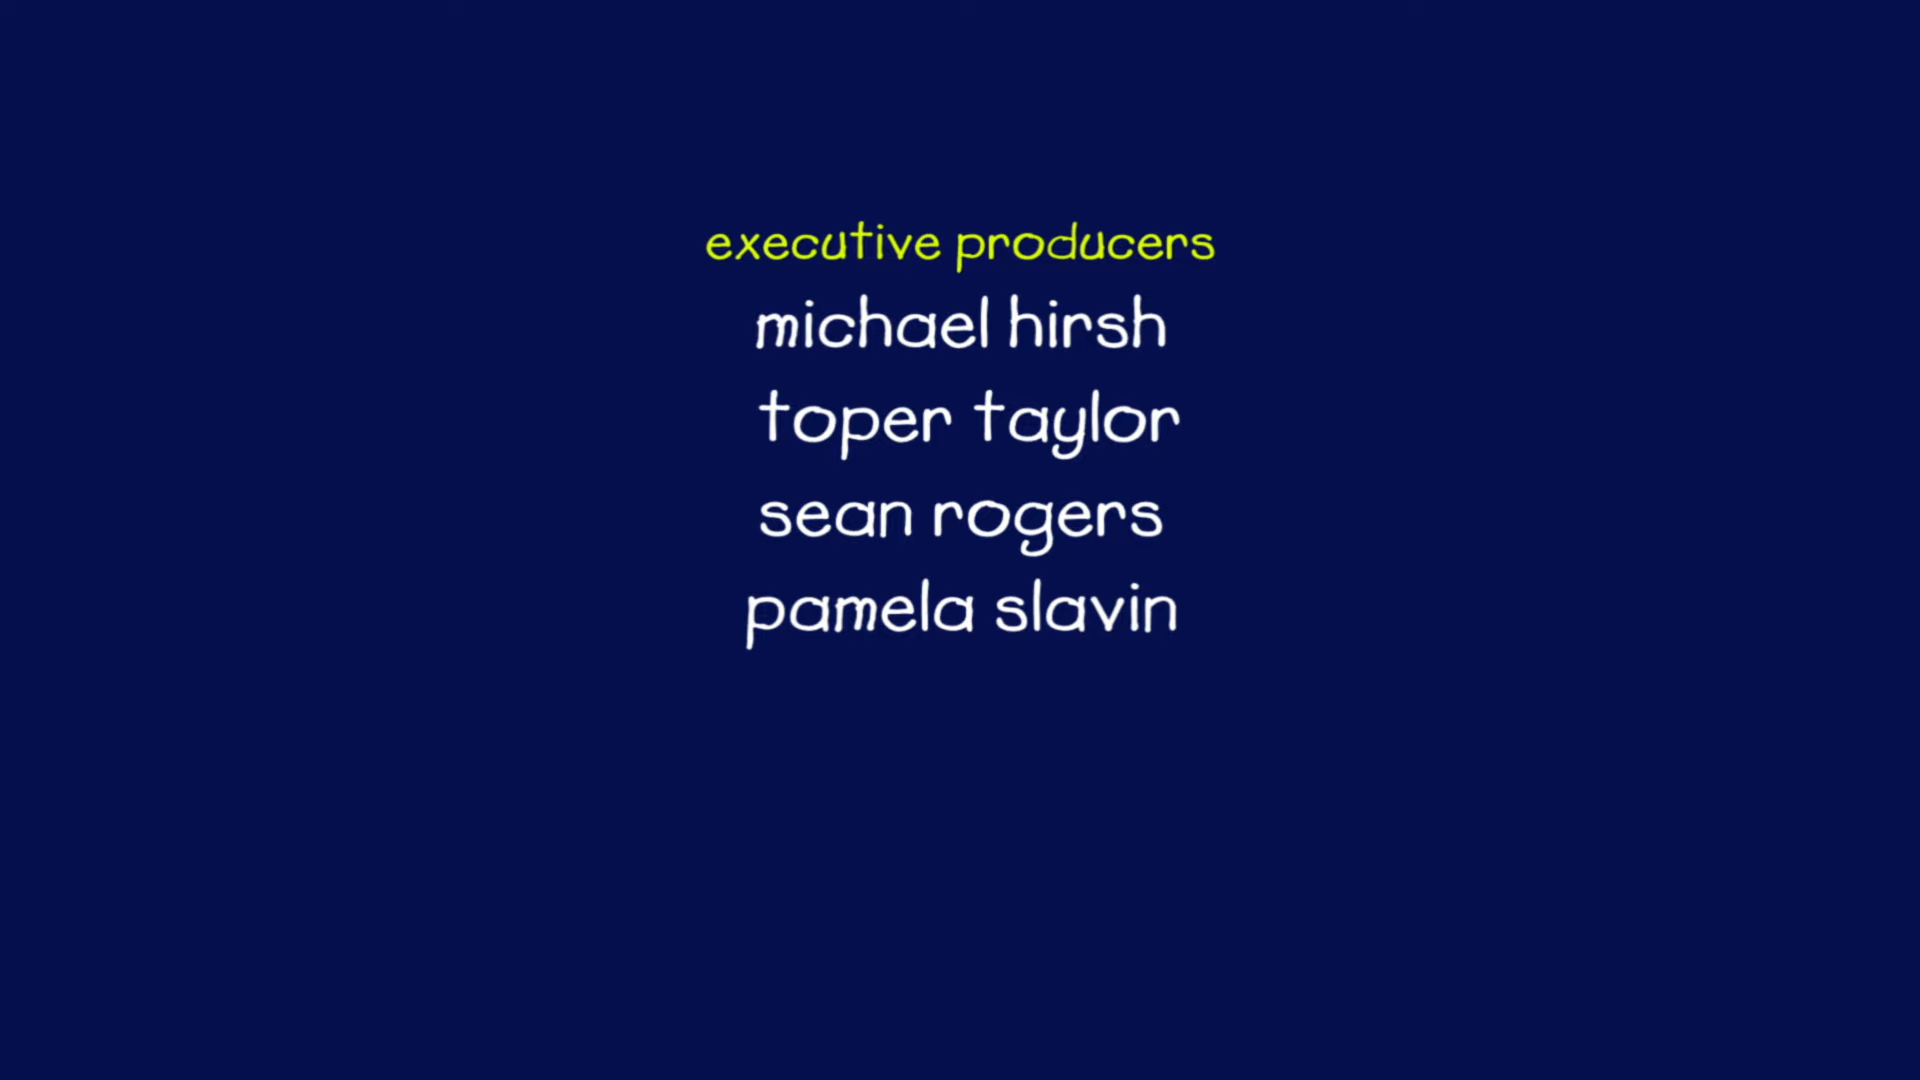 executive producers
michael hirsh
toper taylor
sean rogers
pamela slavin